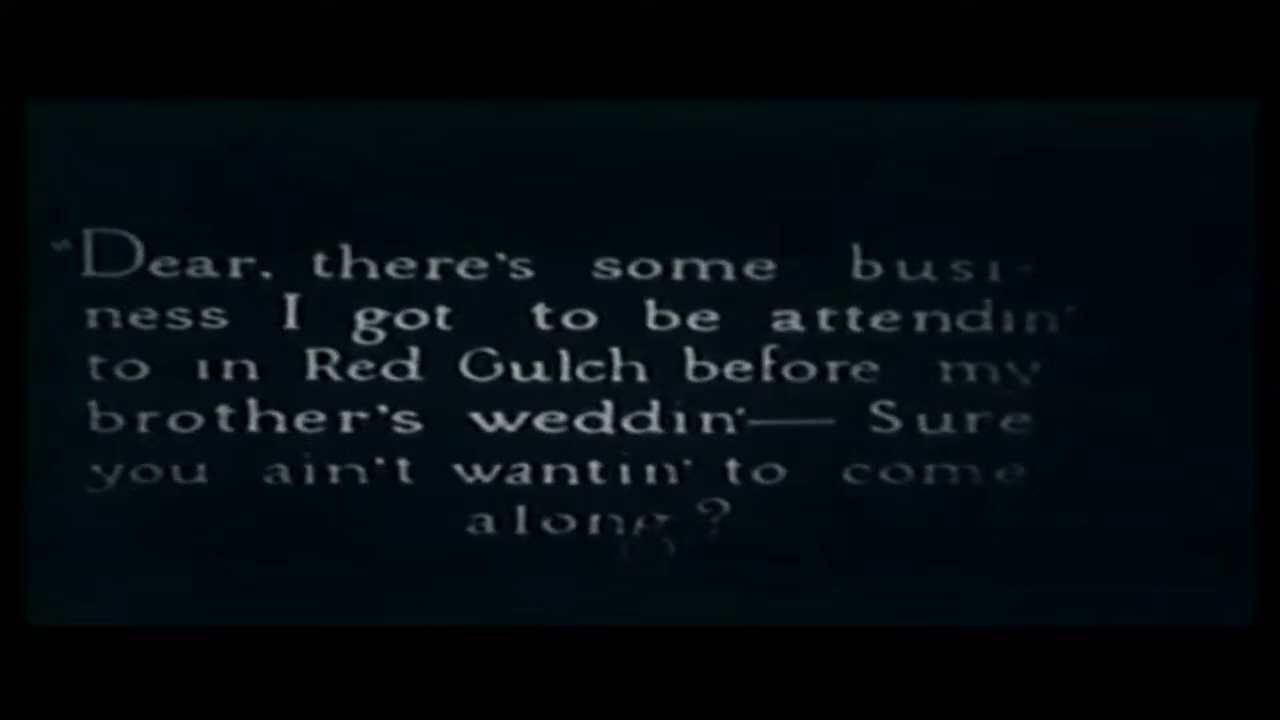 "Dear, there's some busi-
ness I got to be attendin'
to in Red Gulch before my
brother's weddin'— Sure
you ain't wantin' to come
along?